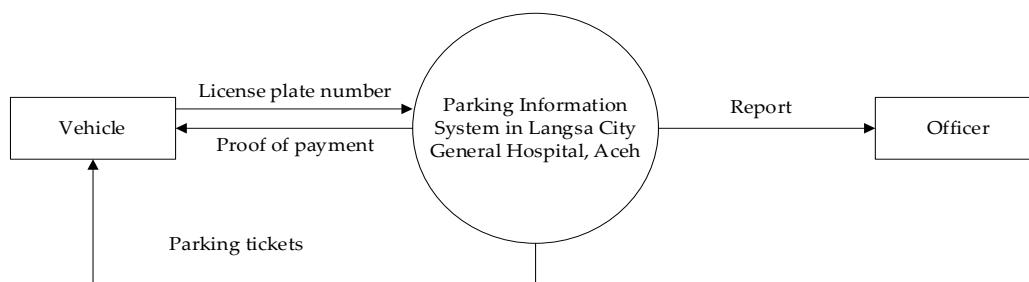 License plate number
Vehicle
Proof of payment
Parking Information
System in Langsa City
General Hospital, Aceh
Report
Officer
Parking tickets